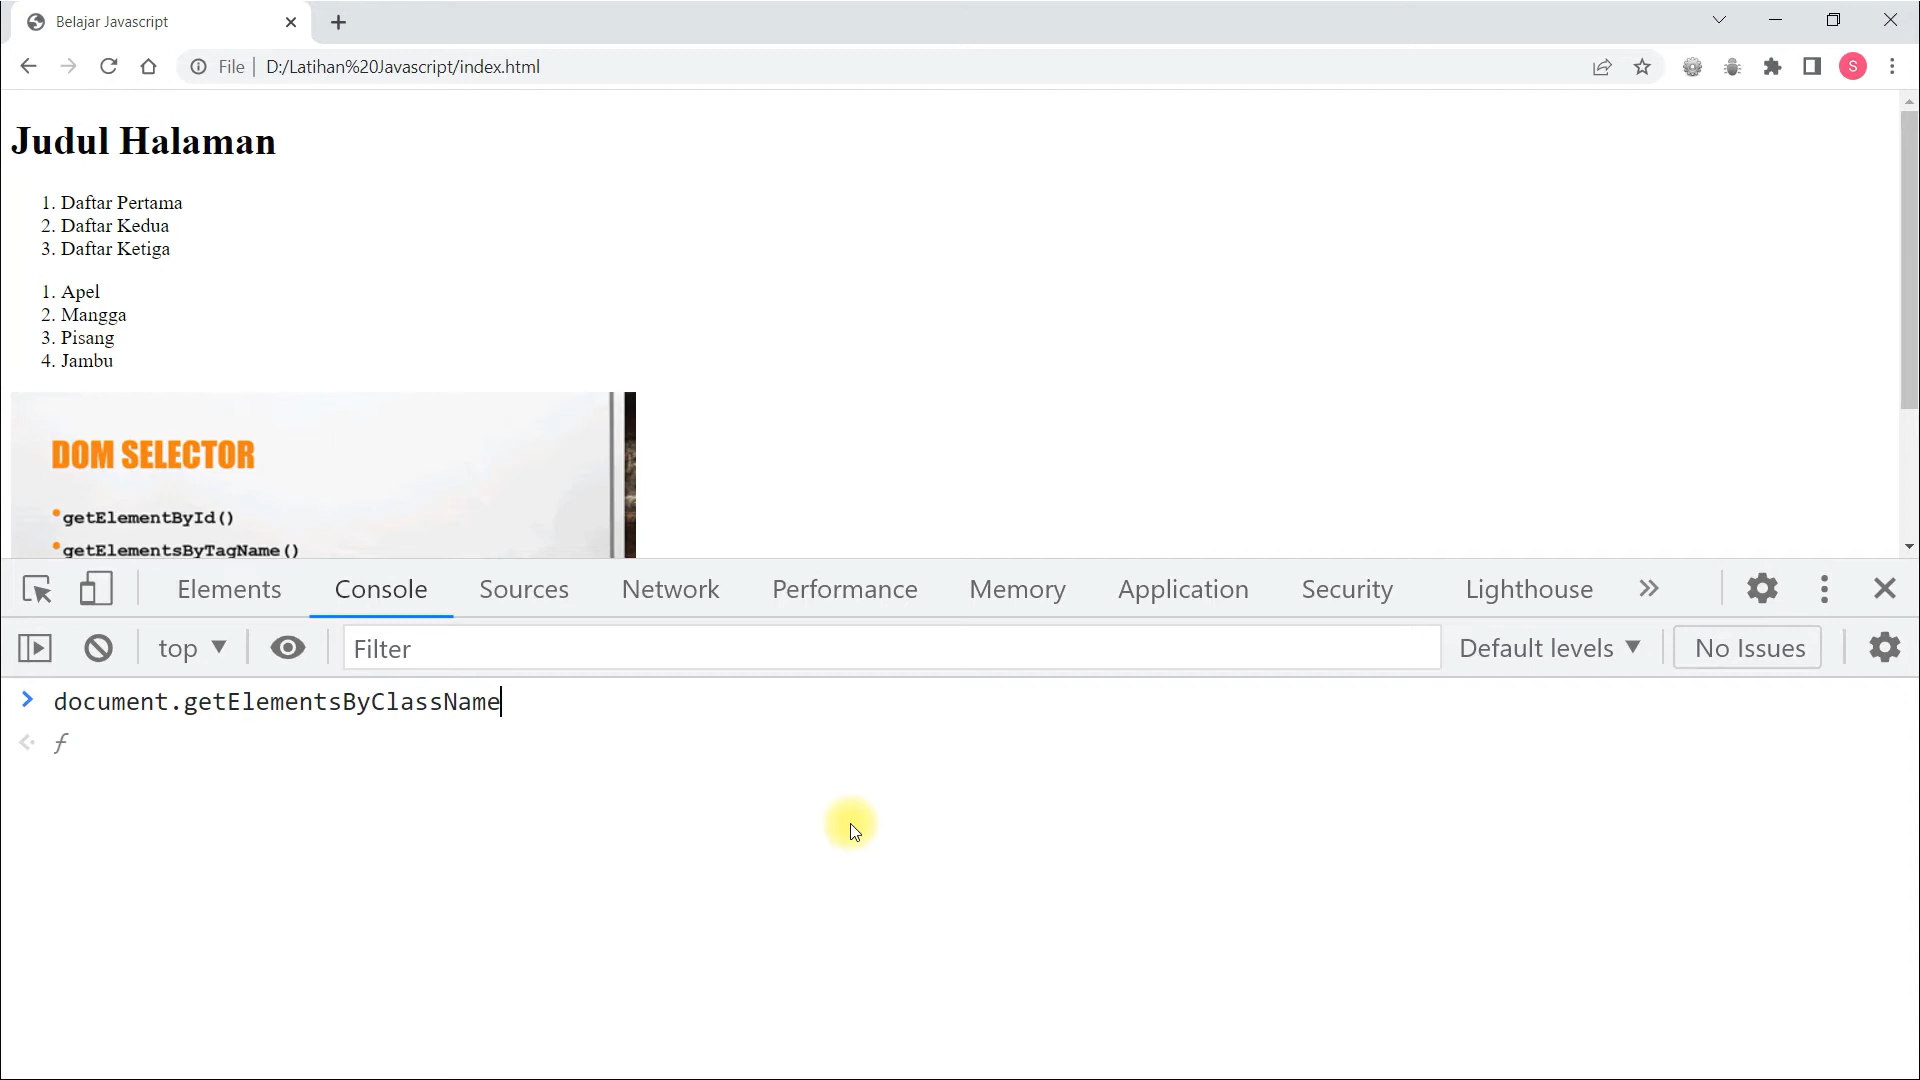 Belajar Javascript
File D:/Latihan%20Javascript/index.html
S
Judul Halaman
1. Daftar Pertama
2. Daftar Kedua
3. Daftar Ketiga
1. Apel
2. Mangga
3. Pisang
4. Jambu
DOM SELECTOR
•getElementById()
•getElementsByTagName()
Elements Console Sources Network Performance Memory Application Security Lighthouse »
top ▼ Filter Default levels ▼ No Issues
> document.getElementsByClassName
f